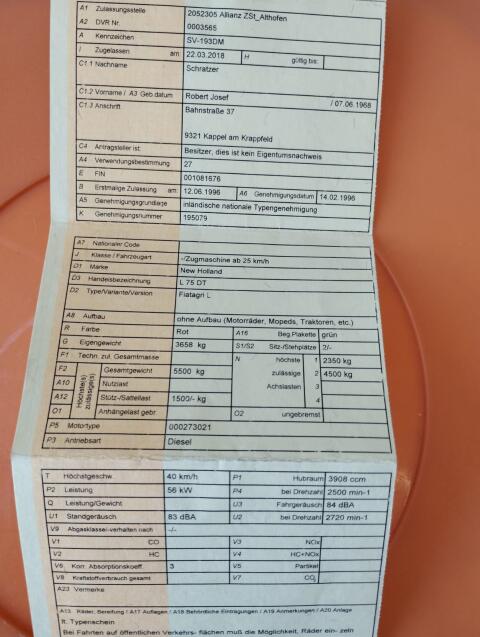 A1 Zulassungsstelle 2052305 Allianz ZSt_Althofen
A2 DVR Nr. 0003565
A Kennzeichen SV-193DM
I Zugelassen am: 22.03.2018 H gültig bis:
C1.1 Nachname Schratzer
C1.2 Vorname / A3 Geb.datum Robert Josef / 07.06.1968
C1.3 Anschrift Bahnstraße 37
9321 Kappel am Krappfeld
C4 Antragsteller ist: Besitzer, dies ist kein Eigentumsnachweis
A4 Verwendungsbestimmung 27
E FIN 001081676
B Erstmalige Zulassung am: 12.06.1996 A6 Genehmigungsdatum 14.02.1996
A5 Genehmigungsgrundlage inländische nationale Typengenehmigung
K Genehmigungsnummer 195079
A7 Nationaler Code
J Klasse / Fahrzeugart -/Zugmaschine ab 25 km/h
D1 Marke New Holland
D3 Handelsbezeichnung L 75 DT
D2 Type/Variante/Version Fiatagri L
A8 Aufbau ohne Aufbau (Motorräder, Mopeds, Traktoren, etc.)
R Farbe Rot A16 Beg.Plakette grün
G Eigengewicht 3658 kg S1/S2 Sitz-/Stehplätze 2/-
F1 Techn. zul. Gesamtmasse N höchste 1 2350 kg
F2 Höchste(s) zulässige(s) Gesamtgewicht 5500 kg zulässige 2 4500 kg
A10 Nutzlast Achslasten 3
A12 Stütz-/Sattellast 1500/- kg 4
O1 Anhängelast gebr. O2 ungebremst
P5 Motortype 000273021
P3 Antriebsart Diesel
T Höchstgeschw. 40 km/h P1 Hubraum 3908 ccm
P2 Leistung 56 kW P4 bei Drehzahl 2500 min-1
Q Leistung/Gewicht U3 Fahrgeräusch 84 dBA
U1 Standgeräusch 83 dBA U2 bei Drehzahl 2720 min-1
V9 Abgasklasse/-verhalten nach -/-
V1 CO V3 NOx
V2 HC V4 HC+NOx
V6 Korr. Absorptionskoeff. 3 V5 Partikel
V8 Kraftstoffverbrauch gesamt V7 CO2
A23 Vermerke
A13 Räder, Bereifung / A17 Auflagen / A18 Behördliche Eintragungen / A19 Anmerkungen / A20 Anlage
lt. Typenschein
Bei Fahrten auf öffentlichen Verkehrs- flächen muß die Möglichkeit, Räder ein- zeln